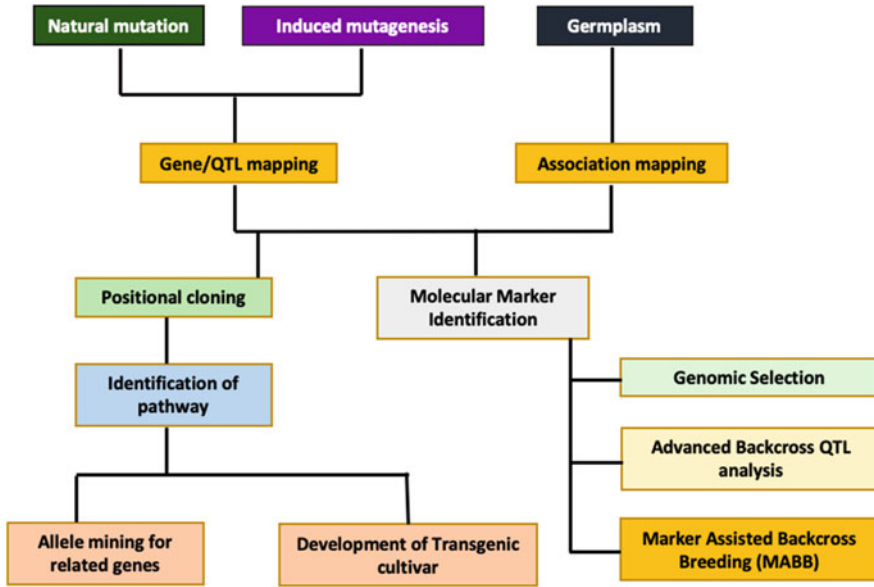 Natural mutation
Induced mutagenesis
Germplasm
Gene/QTL mapping
Association mapping
Positional cloning
Molecular Marker
Identification
Identification of
pathway
Genomic Selection
Advanced Backcross QTL
analysis
Allele mining for
related genes
Development of Transgenic
cultivar
Marker Assisted Backcross
Breeding (MABB)